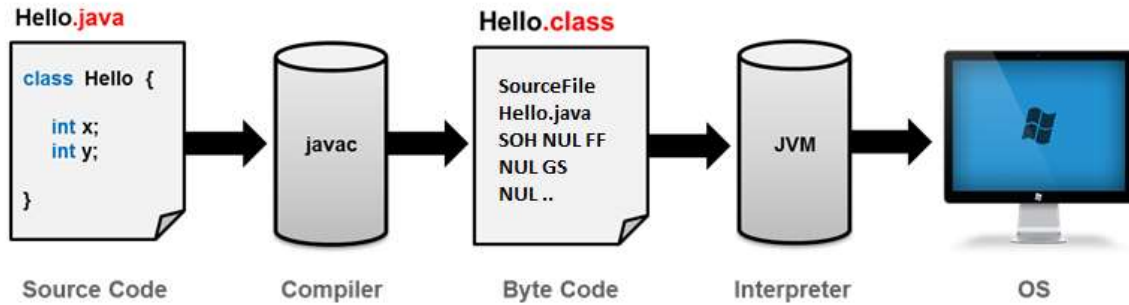 Hello.java
class Hello {
int x;
int y;
}
javac
Hello.class
SourceFile
Hello.java
SOH NUL FF
NUL GS
NUL ..
JVM
Source Code
Compiler
Byte Code
Interpreter
OS